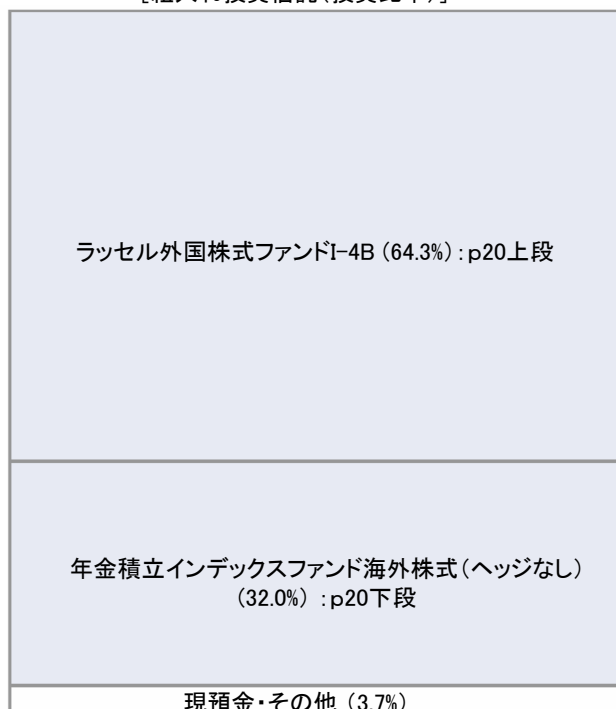 [組入れ投資信託(投資比率)]
ラッセル外国株式ファンドI-4B (64.3%):p20上段
年金積立インデックスファンド海外株式(ヘッジなし)
(32.0%) :p20下段
現預金・その他 (3.7%)